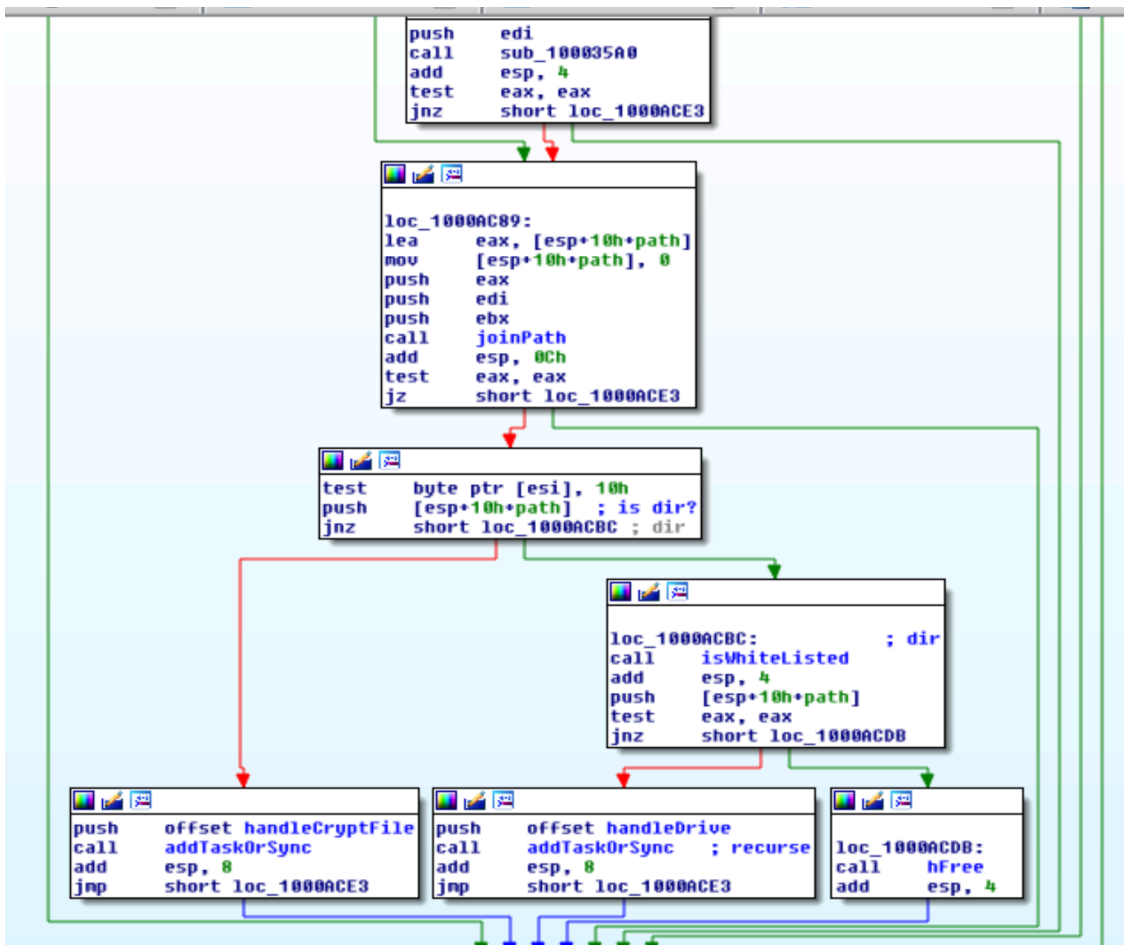 push edi
call sub_100035A0
add esp, 4
test eax, eax
jnz short loc_1000ACE3
loc_1000AC89:
lea eax, [esp+10h+path]
mov [esp+10h+path], 0
push eax
push edi
push ebx
call joinPath
add esp, 0Ch
test eax, eax
jz short loc_1000ACE3
test byte ptr [esi], 10h
push [esp+10h+path] ; is dir?
jnz short loc_1000ACBC ; dir
loc_1000ACBC: ; dir
call isWhiteListed
add esp, 4
push [esp+10h+path]
test eax, eax
jnz short loc_1000ACDB
push offset handleCryptFile
call addTaskOrSync
add esp, 8
jmp short loc_1000ACE3
push offset handleDrive
call addTaskOrSync ; recurse
add esp, 8
jmp short loc_1000ACE3
loc_1000ACDB:
call hFree
add esp, 4